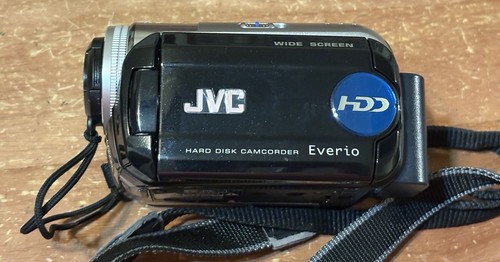 WIDE SCREEN
JVC
HDD
HARD DISK CAMCORDER Everio